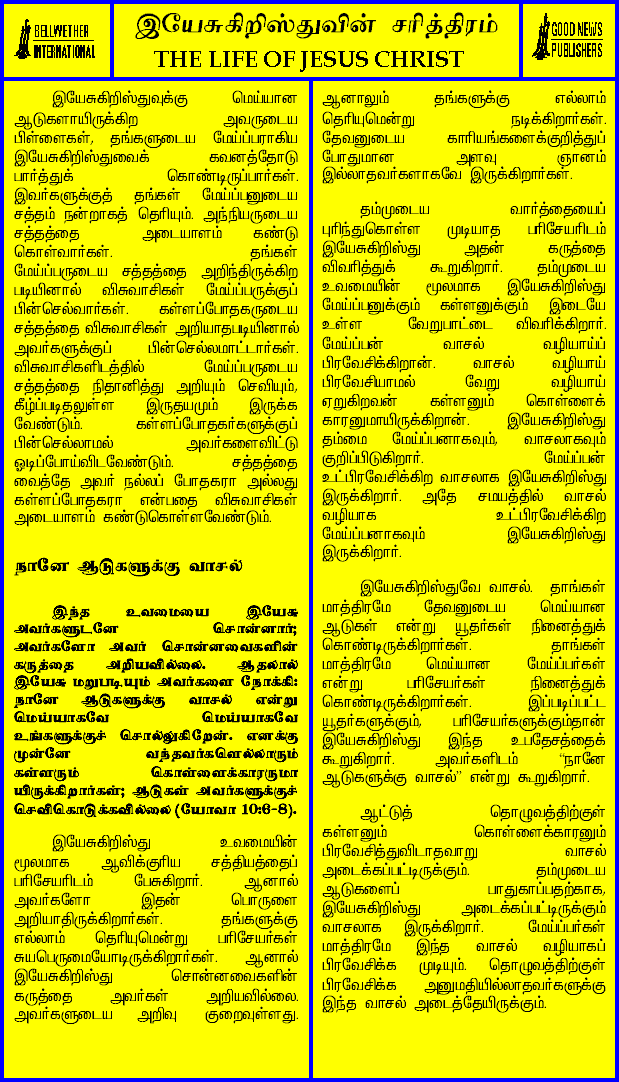 BELLWETHER
INTERNATIONAL
இயேசுகிறிஸ்துவின் சரித்திரம்
THE LIFE OF JESUS CHRIST
GOOD NEWS
PUBLISHERS
இயேசுகிறிஸ்துவுக்கு மெய்யான
ஆடுகளாயிருக்கிற அவருடைய
பிள்ளைகள், தங்களுடைய மேய்ப்பராகிய
இயேசுகிறிஸ்துவைக் கவனத்தோடு
பார்த்துக் கொண்டிருப்பார்கள்.
இவர்களுக்குத் தங்கள் மேய்ப்பனுடைய
சத்தம் நன்றாகத் தெரியும். அந்நியருடைய
சத்தத்தை அடையாளம் கண்டு
கொள்வார்கள். தங்கள்
மேய்ப்பருடைய சத்தத்தை அறிந்திருக்கிற
படியினால் விசுவாசிகள் மேய்ப்பருக்குப்
பின்செல்வார்கள். கள்ளப்போதகருடைய
சத்தத்தை விசுவாசிகள் அறியாதபடியினால்
அவர்களுக்குப் பின்செல்லமாட்டார்கள்.
விசுவாசிகளிடத்தில் மேய்ப்பருடைய
சத்தத்தை நிதானித்து அறியும் செவியும்,
கீழ்ப்படிதலுள்ள இருதயமும் இருக்க
வேண்டும். கள்ளப்போதகர்களுக்குப்
பின்செல்லாமல் அவர்களைவிட்டு
ஓடிப்போய்விடவேண்டும். சத்தத்தை
வைத்தே அவர் நல்லப் போதகரா அல்லது
கள்ளப்போதகரா என்பதை விசுவாசிகள்
அடையாளம் கண்டுகொள்ளவேண்டும்.
நானே ஆடுகளுக்கு வாசல்
இந்த உவமையை இயேசு
அவர்களுடனே சொன்னார்;
அவர்களோ அவர் சொன்னவைகளின்
கருத்தை அறியவில்லை. ஆதலால்
இயேசு மறுபடியும் அவர்களை நோக்கி:
நானே ஆடுகளுக்கு வாசல் என்று
மெய்யாகவே மெய்யாகவே
உங்களுக்குச் சொல்லுகிறேன். எனக்கு
முன்னே வந்தவர்களெல்லாரும்
கள்ளரும் கொள்ளைக்காரருமா
யிருக்கிறார்கள்; ஆடுகள் அவர்களுக்குச்
செவிகொடுக்கவில்லை (யோவா 10:6-8).
இயேசுகிறிஸ்து உவமையின்
மூலமாக ஆவிக்குரிய சத்தியத்தைப்
பரிசேயரிடம் பேசுகிறார். ஆனால்
அவர்களோ இதன் பொருளை
அறியாதிருக்கிறார்கள். தங்களுக்கு
எல்லாம் தெரியுமென்று பரிசேயர்கள்
சுயபெருமையோடிருக்கிறார்கள். ஆனால்
இயேசுகிறிஸ்து சொன்னவைகளின்
கருத்தை அவர்கள் அறியவில்லை.
அவர்களுடைய அறிவு குறைவுள்ளது.
ஆனாலும் தங்களுக்கு எல்லாம்
தெரியுமென்று நடிக்கிறார்கள்.
தேவனுடைய காரியங்களைக்குறித்துப்
போதுமான அளவு ஞானம்
இல்லாதவர்களாகவே இருக்கிறார்கள்.
தம்முடைய வார்த்தையைப்
புரிந்துகொள்ள முடியாத பரிசேயரிடம்
இயேசுகிறிஸ்து அதன் கருத்தை
விவரித்துக் கூறுகிறார். தம்முடைய
உவமையின் மூலமாக இயேசுகிறிஸ்து
மேய்ப்பனுக்கும் கள்ளனுக்கும் இடையே
உள்ள வேறுபாட்டை விவரிக்கிறார்.
மேய்ப்பன் வாசல் வழியாய்ப்
பிரவேசிக்கிறான். வாசல் வழியாய்
பிரவேசியாமல் வேறு வழியாய்
ஏறுகிறவன் கள்ளனும் கொள்ளைக்
காரனுமாயிருக்கிறான். இயேசுகிறிஸ்து
தம்மை மேய்ப்பனாகவும், வாசலாகவும்
குறிப்பிடுகிறார். மேய்ப்பன்
உட்பிரவேசிக்கிற வாசலாக இயேசுகிறிஸ்து
இருக்கிறார். அதே சமயத்தில் வாசல்
வழியாக உட்பிரவேசிக்கிற
மேய்ப்பனாகவும் இயேசுகிறிஸ்து
இருக்கிறார்.
இயேசுகிறிஸ்துவே வாசல். தாங்கள்
மாத்திரமே தேவனுடைய மெய்யான
ஆடுகள் என்று யூதர்கள் நினைத்துக்
கொண்டிருக்கிறார்கள். தாங்கள்
மாத்திரமே மெய்யான மேய்ப்பர்கள்
என்று பரிசேயர்கள் நினைத்துக்
கொண்டிருக்கிறார்கள். இப்படிப்பட்ட
யூதர்களுக்கும், பரிசேயர்களுக்கும்தான்
இயேசுகிறிஸ்து இந்த உபதேசத்தைக்
கூறுகிறார். அவர்களிடம் “நானே
ஆடுகளுக்கு வாசல்” என்று கூறுகிறார்.
ஆட்டுத் தொழுவத்திற்குள்
கள்ளனும் கொள்ளைக்காரனும்
பிரவேசித்துவிடாதவாறு வாசல்
அடைக்கப்பட்டிருக்கும். தம்முடைய
ஆடுகளைப் பாதுகாப்பதற்காக,
இயேசுகிறிஸ்து அடைக்கப்பட்டிருக்கும்
வாசலாக இருக்கிறார். மேய்ப்பர்கள்
மாத்திரமே இந்த வாசல் வழியாகப்
பிரவேசிக்க முடியும். தொழுவத்திற்குள்
பிரவேசிக்க அனுமதியில்லாதவர்களுக்கு
இந்த வாசல் அடைத்தேயிருக்கும்.